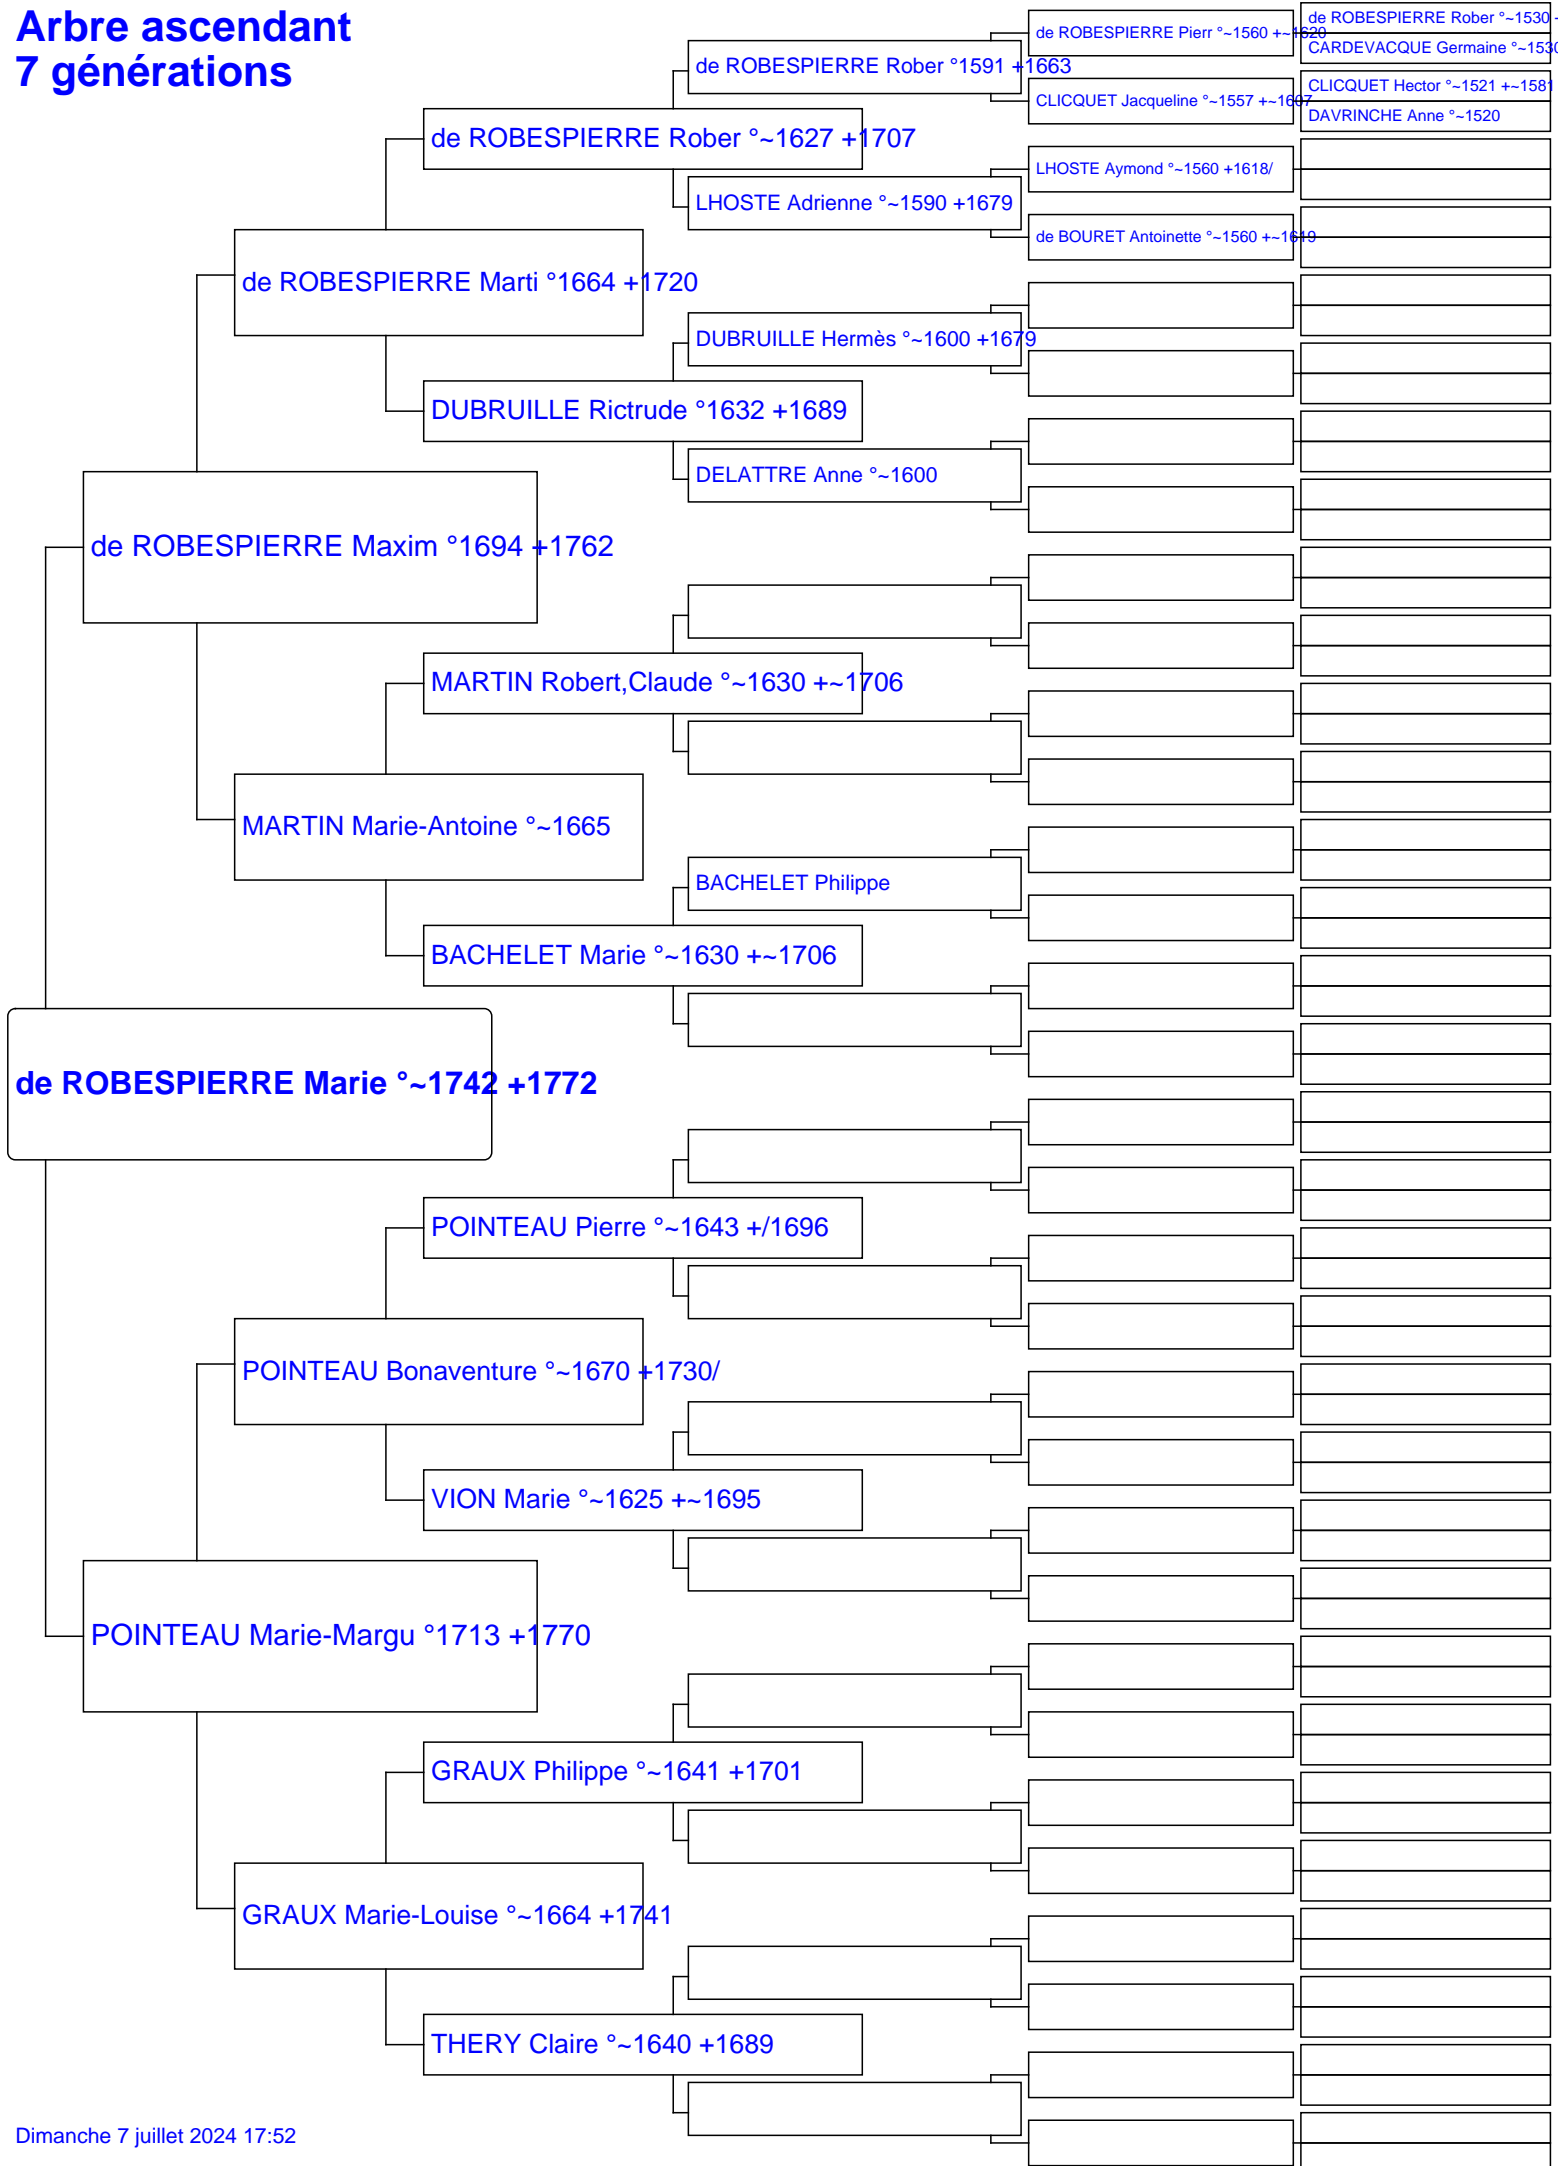 Arbre ascendant
7 générations
de ROBESPIERRE Rober °~1530 +
de ROBESPIERRE Pierr °~1560 +~1620
CARDEVACQUE Germaine °~1530
de ROBESPIERRE Rober °1591 +1663
CLICQUET Hector °~1521 +~1581
CLICQUET Jacqueline °~1557 +~1607
DAVRINCHE Anne °~1520
de ROBESPIERRE Rober °~1627 +1707
LHOSTE Aymond °~1560 +1618/
LHOSTE Adrienne °~1590 +1679
de BOURET Antoinette °~1560 +~1619
de ROBESPIERRE Marti °1664 +1720
DUBRUILLE Hermès °~1600 +1679
DUBRUILLE Rictrude °1632 +1689
DELATTRE Anne °~1600
de ROBESPIERRE Maxim °1694 +1762
MARTIN Robert,Claude °~1630 +~1706
MARTIN Marie-Antoine °~1665
BACHELET Philippe
BACHELET Marie °~1630 +~1706
de ROBESPIERRE Marie °~1742 +1772
POINTEAU Pierre °~1643 +/1696
POINTEAU Bonaventure °~1670 +1730/
VION Marie °~1625 +~1695
POINTEAU Marie-Margu °1713 +1770
GRAUX Philippe °~1641 +1701
GRAUX Marie-Louise °~1664 +1741
THERY Claire °~1640 +1689
Dimanche 7 juillet 2024 17:52